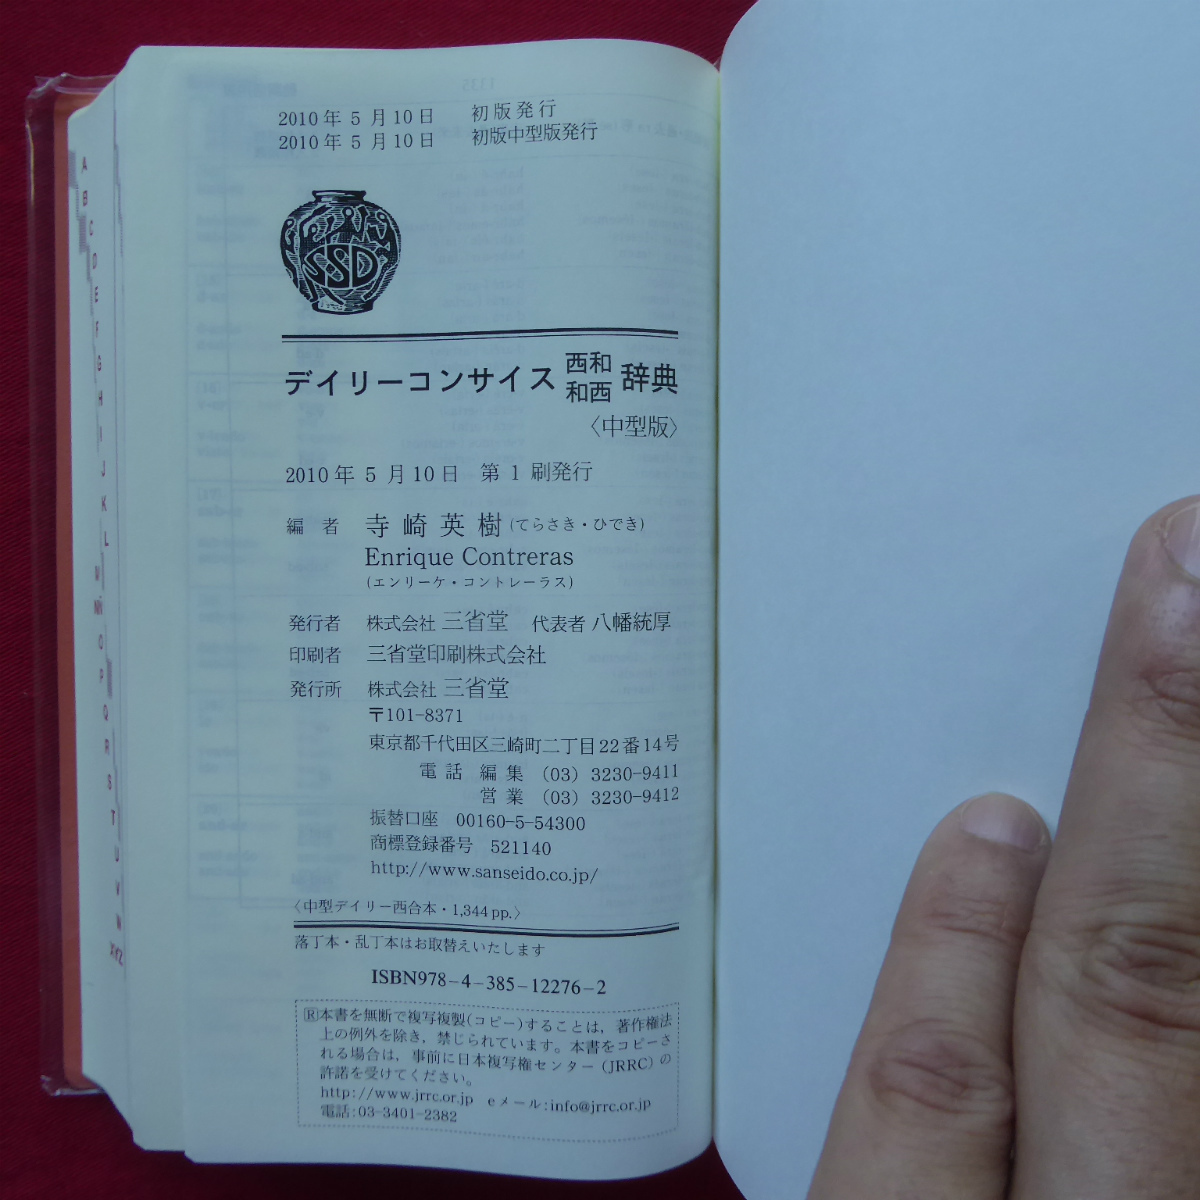 2010年5月10日　初版発行
2010年5月10日　初版中型版発行
SSD
デイリーコンサイス 西和 和西 辞典
〈中型版〉
2010年5月10日　第1刷発行
編者　寺崎英樹(てらさき・ひでき)
Enrique Contreras
(エンリーケ・コントレーラス)
発行者　株式会社 三省堂　代表者 八幡統厚
印刷者　三省堂印刷株式会社
発行所　株式会社 三省堂
〒101-8371
東京都千代田区三崎町二丁目22番14号
電話 編集 (03) 3230-9411
営業 (03) 3230-9412
振替口座　00160-5-54300
商標登録番号　521140
http://www.sanseido.co.jp/
〈中型デイリー西合本・1,344 pp.〉
落丁本・乱丁本はお取替えいたします
ISBN978-4-385-12276-2
Ⓡ本書を無断で複写複製(コピー)することは，著作権法
上の例外を除き，禁じられています。本書をコピーさ
れる場合は，事前に日本複写権センター(JRRC)の
許諾を受けてください。
http://www.jrrc.or.jp　eメール:info@jrrc.or.jp
電話:03-3401-2382
A
B
C
D
E
F
G
H
I
J
K
L
M
NÑ
O
P
Q
R
S
T
U
V
W
XYZ